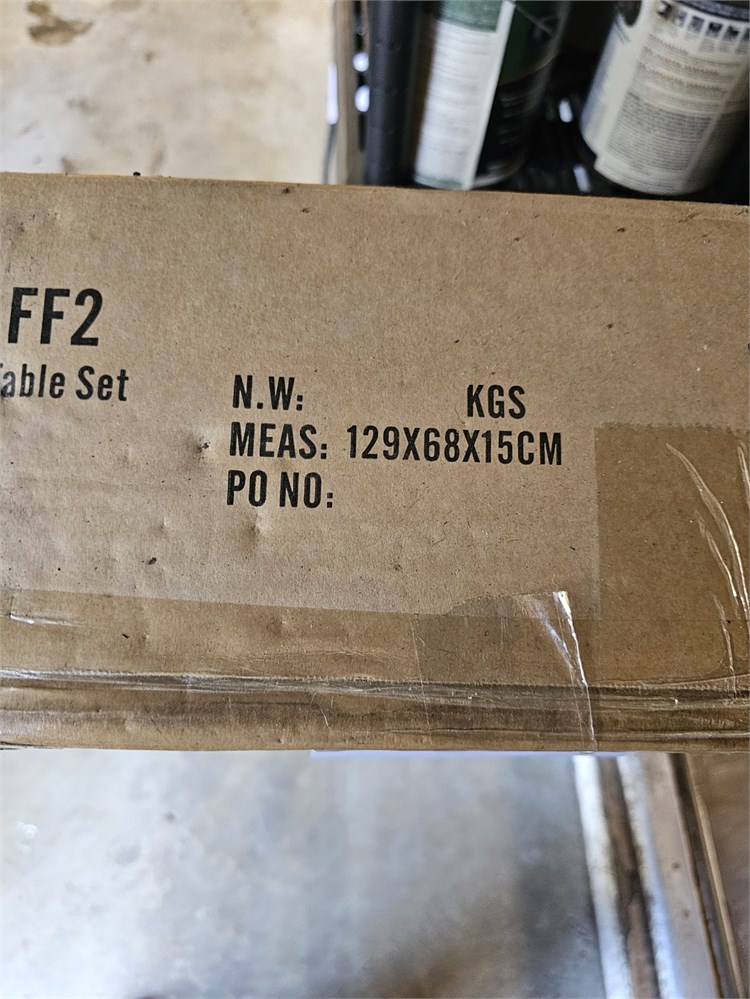 FF2
able Set
N.W: KGS
MEAS: 129X68X15CM
PO NO: